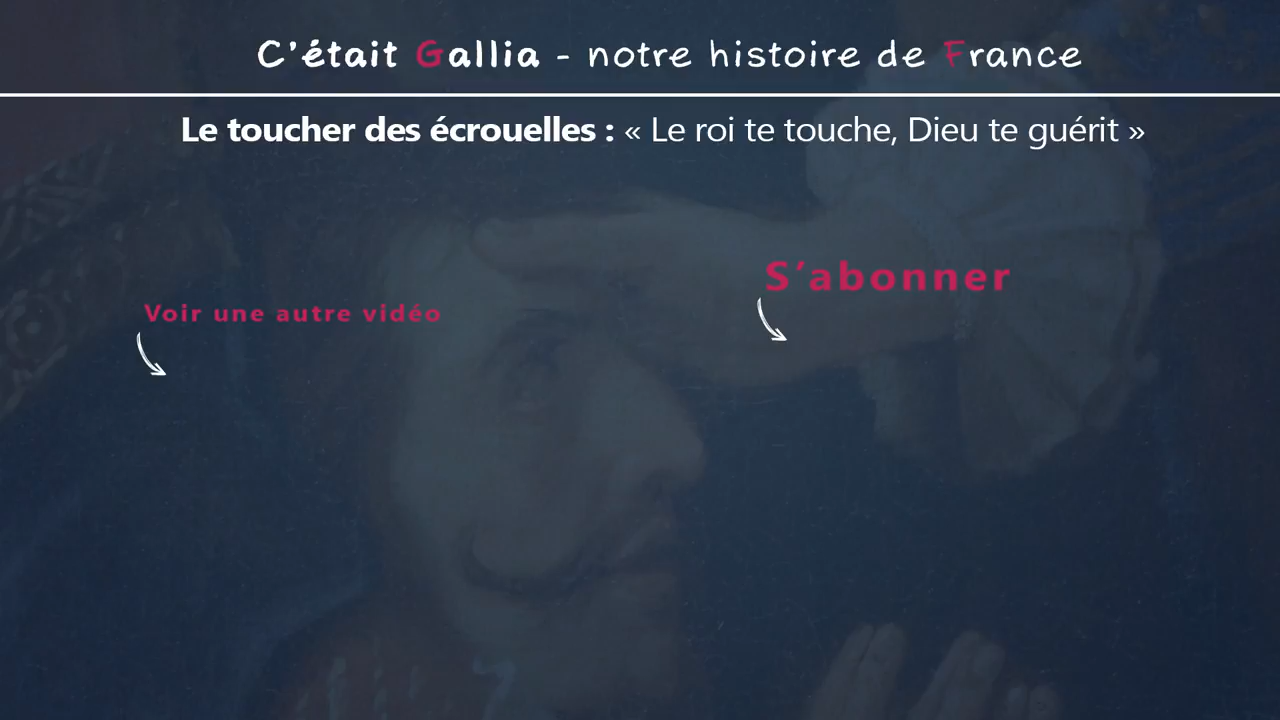 C'était Gallia - notre histoire de France
Le toucher des écrouelles : « Le roi te touche, Dieu te guérit »
S'abonner
Voir une autre vidéo